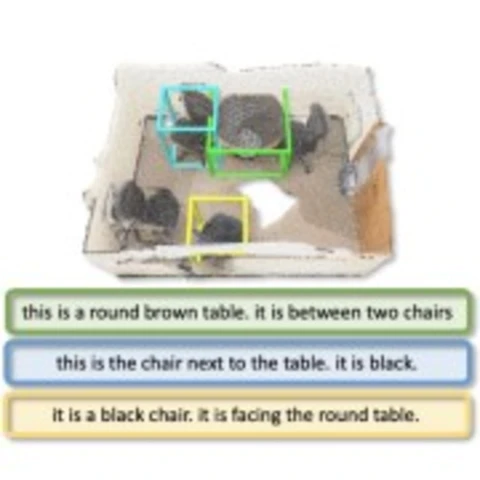 this is a round brown table. it is between two chairs
this is the chair next to the table. it is black.
it is a black chair. it is facing the round table.